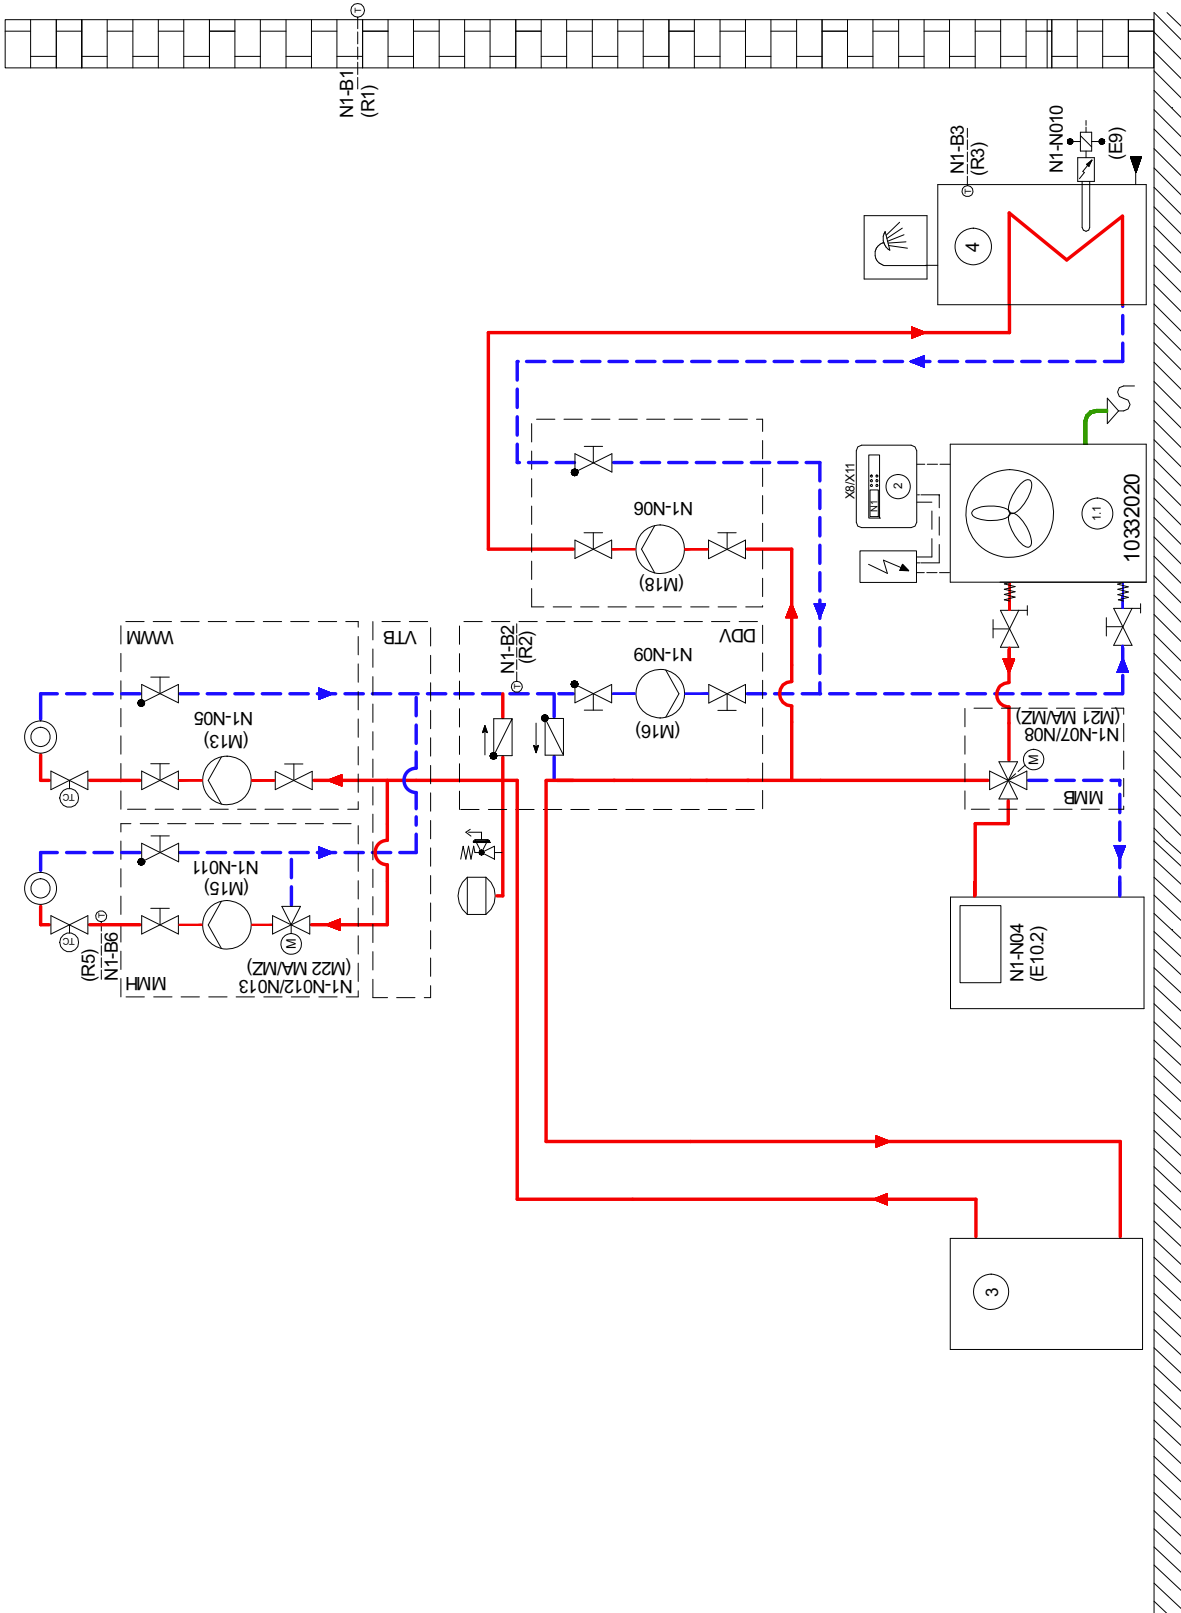 N1-B1
(R1)
T
N1-B3
(R3)
T
N1-N010
(E9)
4
X8/X11
N1
2
1.1
10332020
N1-N06
(M18)
WWM
N1-N05
(M13)
TC
VTB
N1-B2
(R2)
T
DDV
N1-N09
(M16)
N1-N07/N08
(M21 MA/MZ)
M
MMB
N1-N011
(M15)
TC
T
(R5)
N1-B6
M
MMH
N1-N012/N013
(M22 MA/MZ)
N1-N04
(E10.2)
3